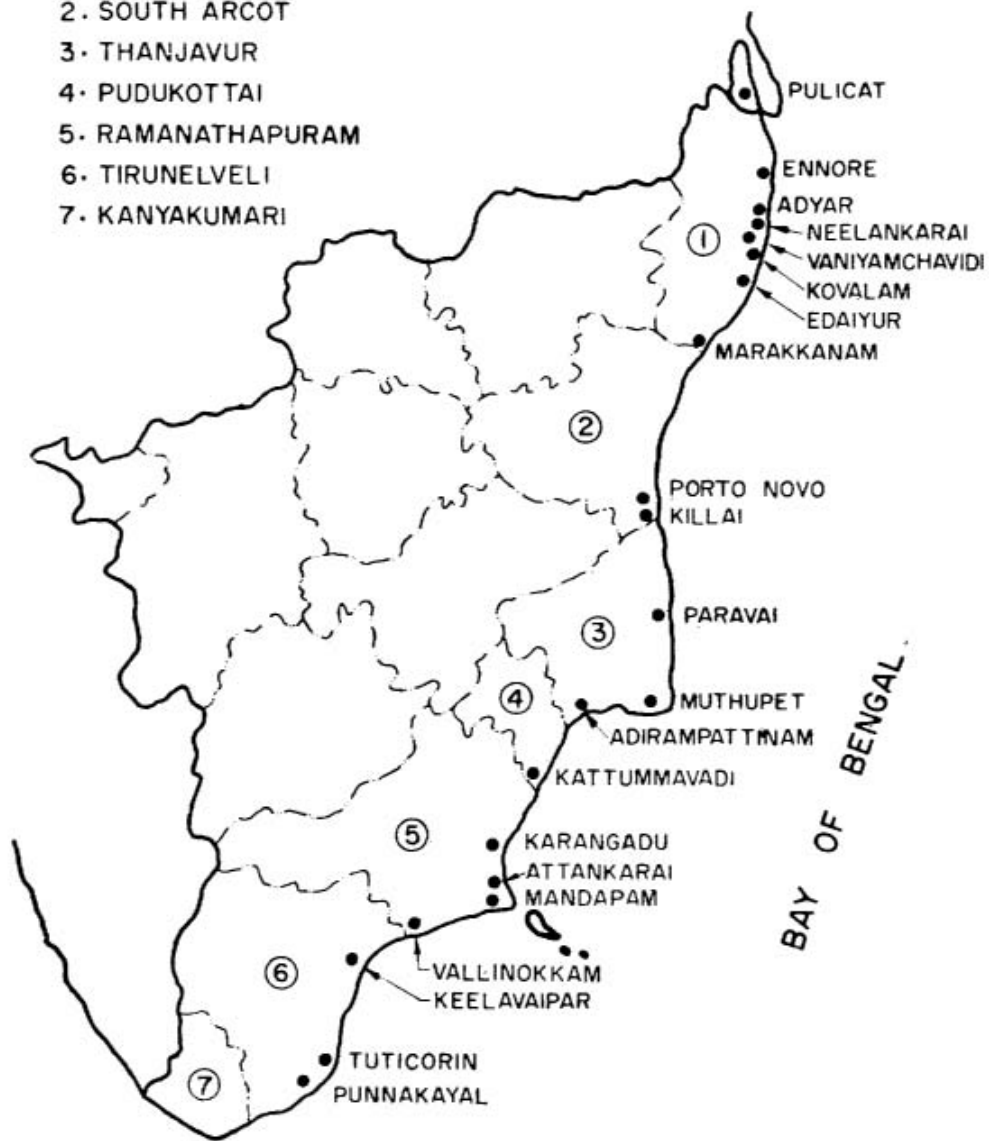 2. SOUTH ARCOT
3. THANJAVUR
4. PUDUKOTTAI
5. RAMANATHAPURAM
6. TIRUNELVELI
7. KANYAKUMARI
PULICAT
ENNORE
ADYAR
NEELANKARAI
VANIYAMCHAVIDI
KOVALAM
EDAIYUR
MARAKKANAM
PORTO NOVO
KILLAI
PARAVAI
MUTHUPET
ADIRAMPATTINAM
KATTUMMAVADI
KARANGADU
ATTANKARAI
MANDAPAM
VALLINOKKAM
KEELAVAIPAR
TUTICORIN
PUNNAKAYAL
1
2
3
4
5
6
7
BAY OF BENGAL